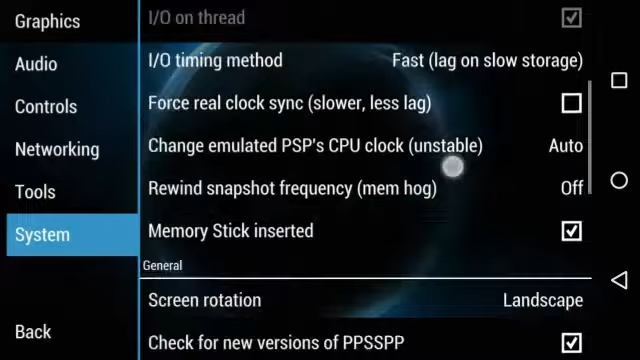 Graphics
Audio
Controls
Networking
Tools
System
Back
I/O on thread
I/O timing method Fast (lag on slow storage)
Force real clock sync (slower, less lag)
Change emulated PSP's CPU clock (unstable) Auto
Rewind snapshot frequency (mem hog) Off
Memory Stick inserted
General
Screen rotation Landscape
Check for new versions of PPSSPP